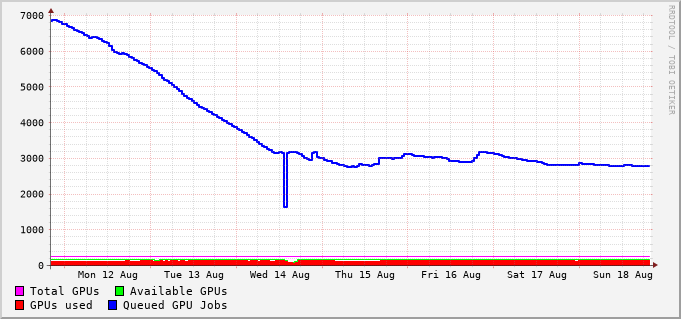 7000
6000
5000
4000
3000
2000
1000
0
Mon 12 Aug Tue 13 Aug Wed 14 Aug Thu 15 Aug Fri 16 Aug Sat 17 Aug Sun 18 Aug
Total GPUs Available GPUs
GPUs used Queued GPU Jobs
RRDTOOL / TOBI OETIKER